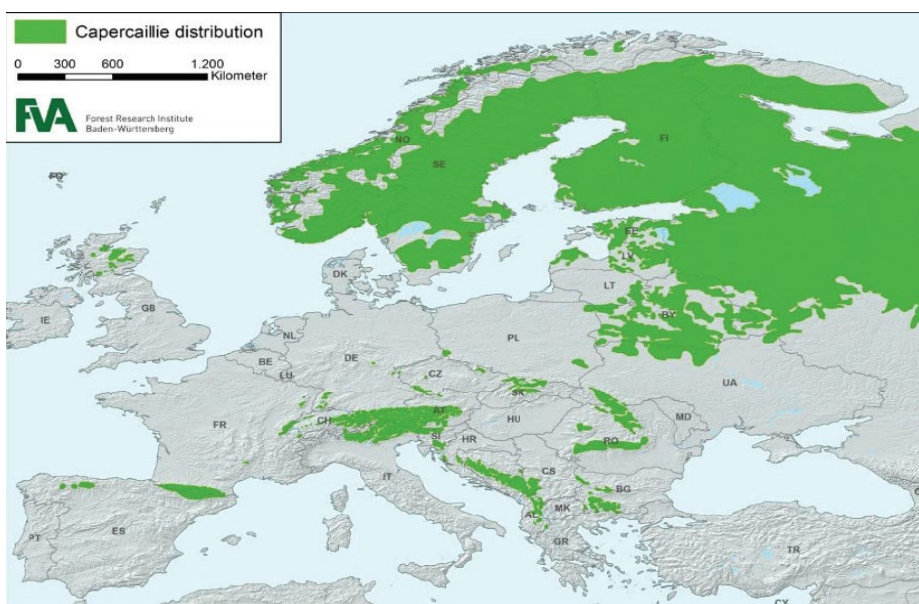 Capercaillie distribution
0 300 600 1.200
Kilometer
FVA
Forest Research Institute
Baden-Württemberg
NO
SE
FI
FO
EE
LV
DK
LT
IE
GB
BY
NL
PL
BE
DE
LU
CZ
UA
SK
FR
CH
AT
HU
MD
SI
HR
RO
CS
IT
BG
PT
ES
AL
MK
GR
TR
CY